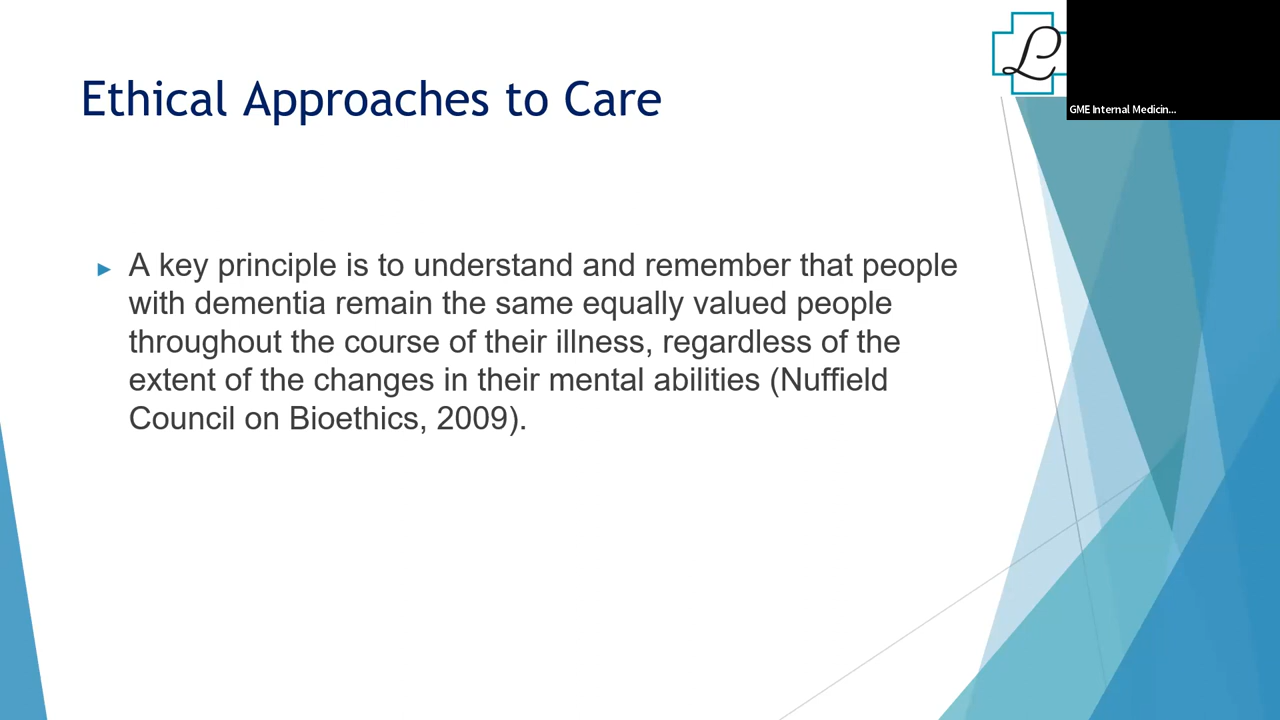 Ethical Approaches to Care
L
GME Internal Medicin...
A key principle is to understand and remember that people
with dementia remain the same equally valued people
throughout the course of their illness, regardless of the
extent of the changes in their mental abilities (Nuffield
Council on Bioethics, 2009).